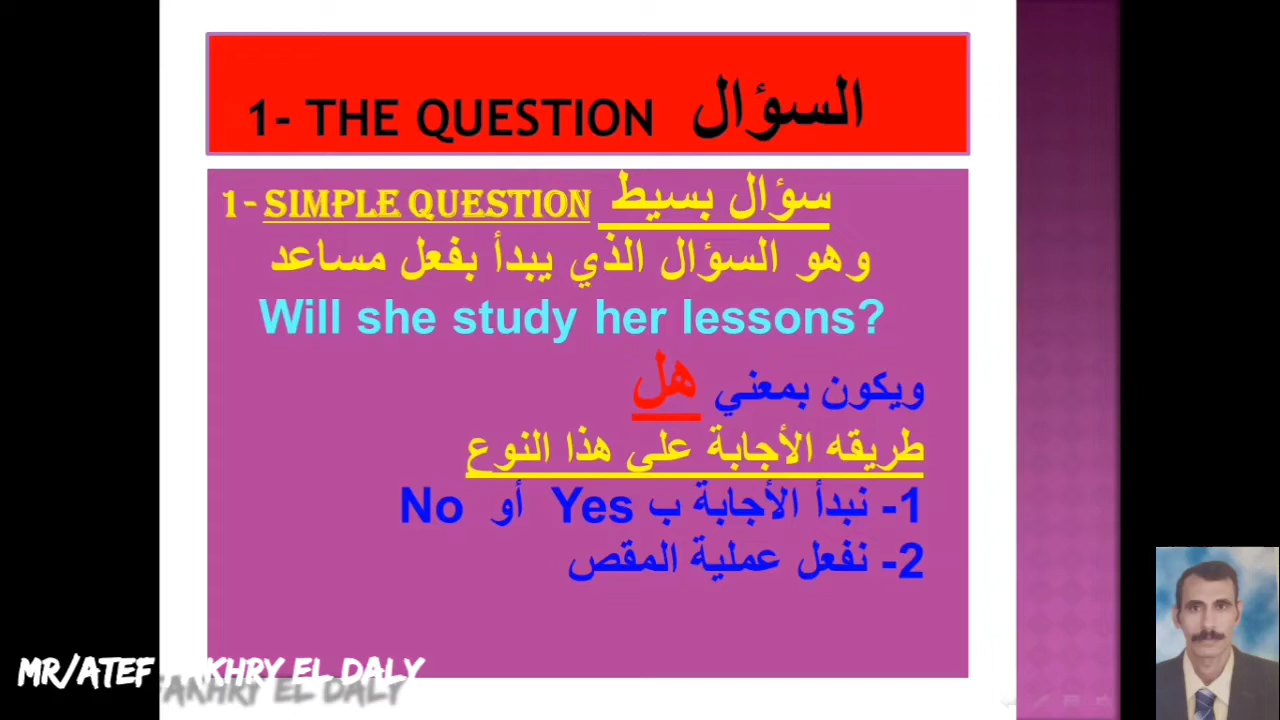 1- THE QUESTION السؤال
1- SIMPLE QUESTION سؤال بسيط
وهو السؤال الذي يبدأ بفعل مساعد
Will she study her lessons?
ويكون بمعني هل
طريقه الأجابة علي هذا النوع
1- نبدأ الأجابة ب Yes أو No
2- نفعل عملية المقص
MR/ATEF FAKHRY EL DALY